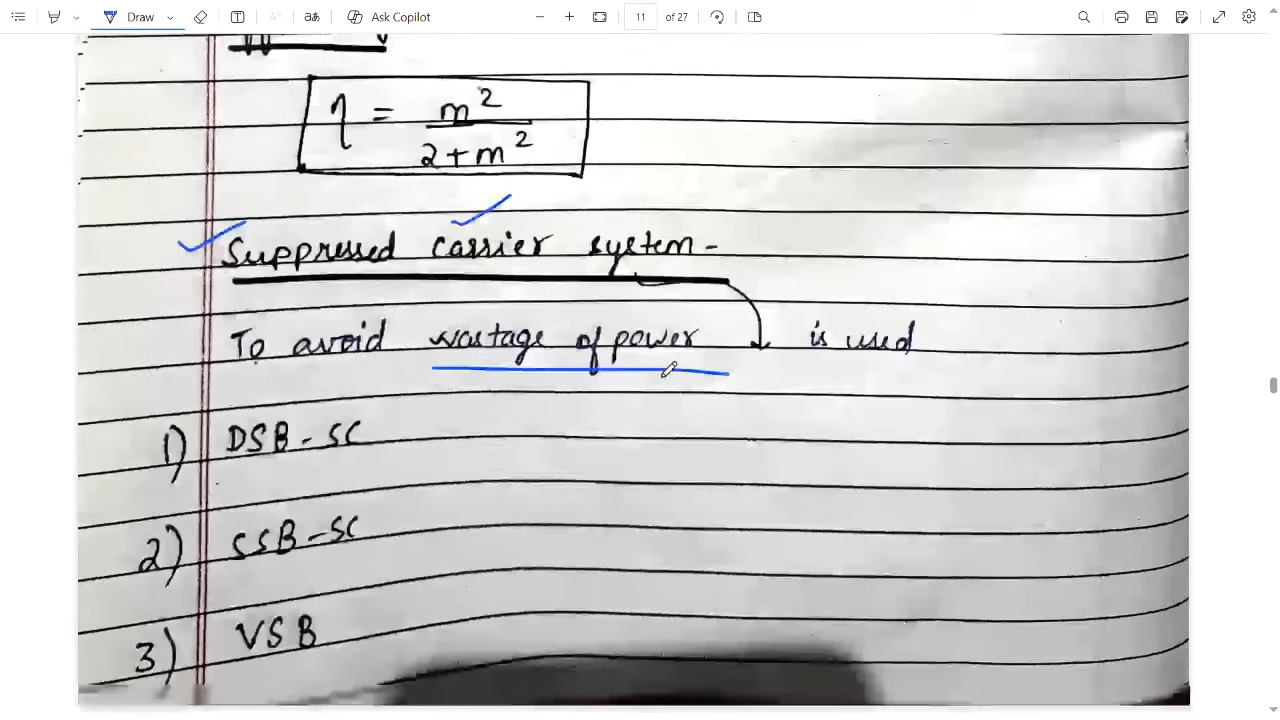 Draw
Ask Copilot
11 of 27
η = m² / 2+m²
Suppressed carrier system-
To avoid wastage of power is used
1) DSB-SC
2) SSB-SC
3) VSB